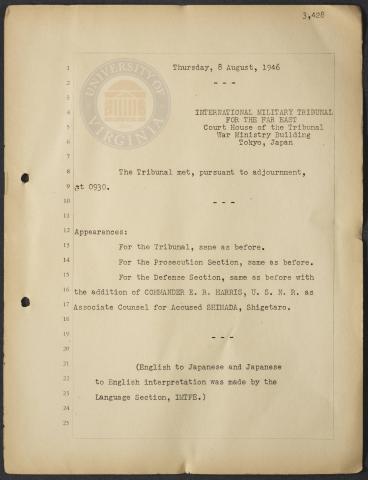 3,428
Thursday, 8 August, 1946
- - -
INTERNATIONAL MILITARY TRIBUNAL
FOR THE FAR EAST
Court House of the Tribunal
War Ministry Building
Tokyo, Japan
The Tribunal met, pursuant to adjournment,
at 0930.
- - -
Appearances:
For the Tribunal, same as before.
For the Prosecution Section, same as before.
For the Defense Section, same as before with
the addition of COMMANDER E. R. HARRIS, U. S. N. R. as
Associate Counsel for Accused SHIMADA, Shigetaro.
- - -
(English to Japanese and Japanese
to English interpretation was made by the
Language Section, IMTFE.)
1
2
3
4
5
6
7
8
9
10
11
12
13
14
15
16
17
18
19
20
21
22
23
24
25
UNIVERSITY OF VIRGINIA